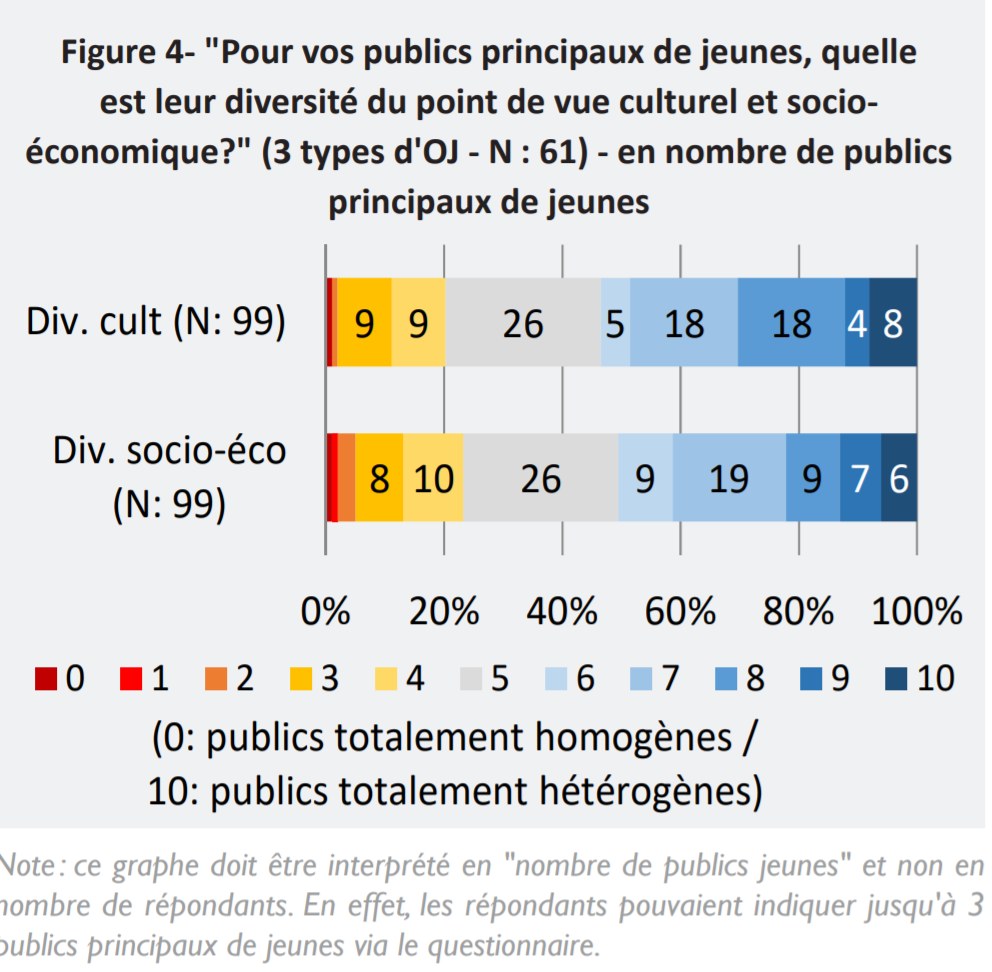 Figure 4- "Pour vos publics principaux de jeunes, quelle
est leur diversité du point de vue culturel et socio-
économique?" (3 types d'OJ - N : 61) - en nombre de publics
principaux de jeunes
Div. cult (N: 99)
9 9 26 5 18 18 4 8
Div. socio-éco
(N: 99)
8 10 26 9 19 9 7 6
0% 20% 40% 60% 80% 100%
0 1 2 3 4 5 6 7 8 9 10
(0: publics totalement homogènes /
10: publics totalement hétérogènes)
Note : ce graphe doit être interprété en "nombre de publics jeunes" et non en
nombre de répondants. En effet, les répondants pouvaient indiquer jusqu'à 3
publics principaux de jeunes via le questionnaire.